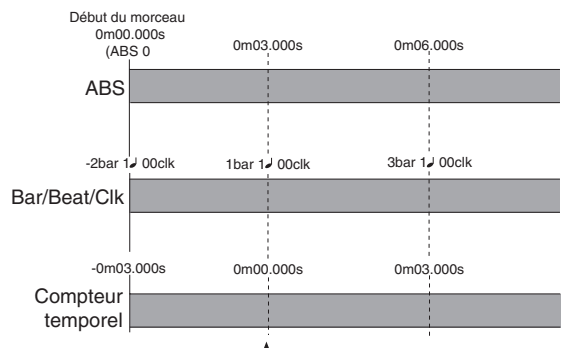 Début du morceau
0m00.000s
(ABS 0
0m03.000s
0m06.000s
ABS
-2bar 1♩ 00clk
1bar 1♩ 00clk
3bar 1♩ 00clk
Bar/Beat/Clk
-0m03.000s
0m00.000s
0m03.000s
Compteur
temporel